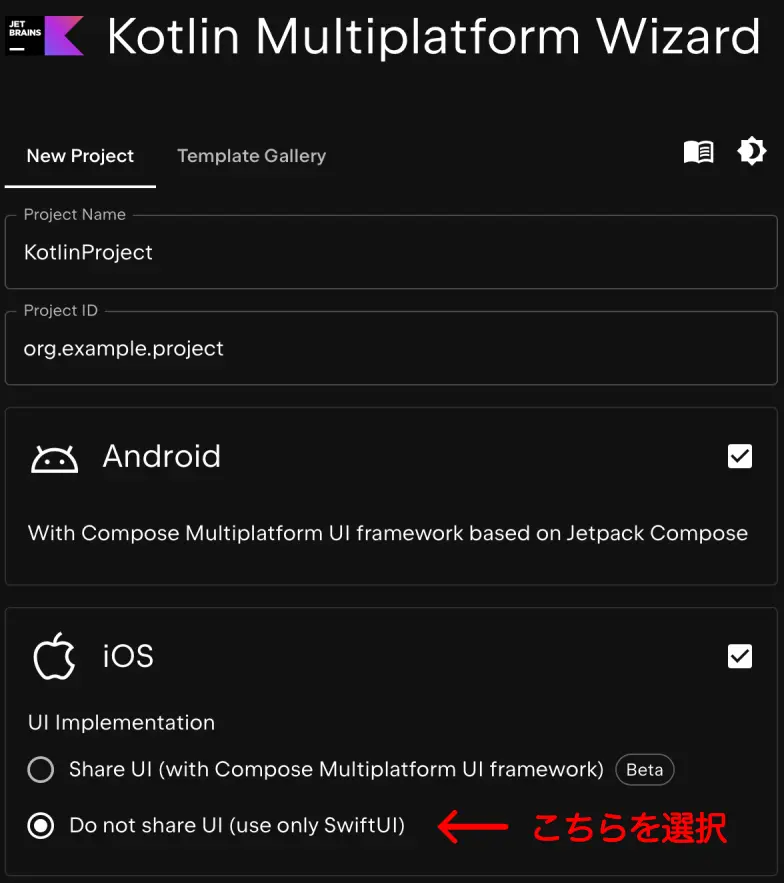 JET
BRAINS
Kotlin Multiplatform Wizard
New Project
Template Gallery
Project Name
KotlinProject
Project ID
org.example.project
Android
With Compose Multiplatform UI framework based on Jetpack Compose
iOS
UI Implementation
Share UI (with Compose Multiplatform UI framework) Beta
Do not share UI (use only SwiftUI) ← こちらを選択